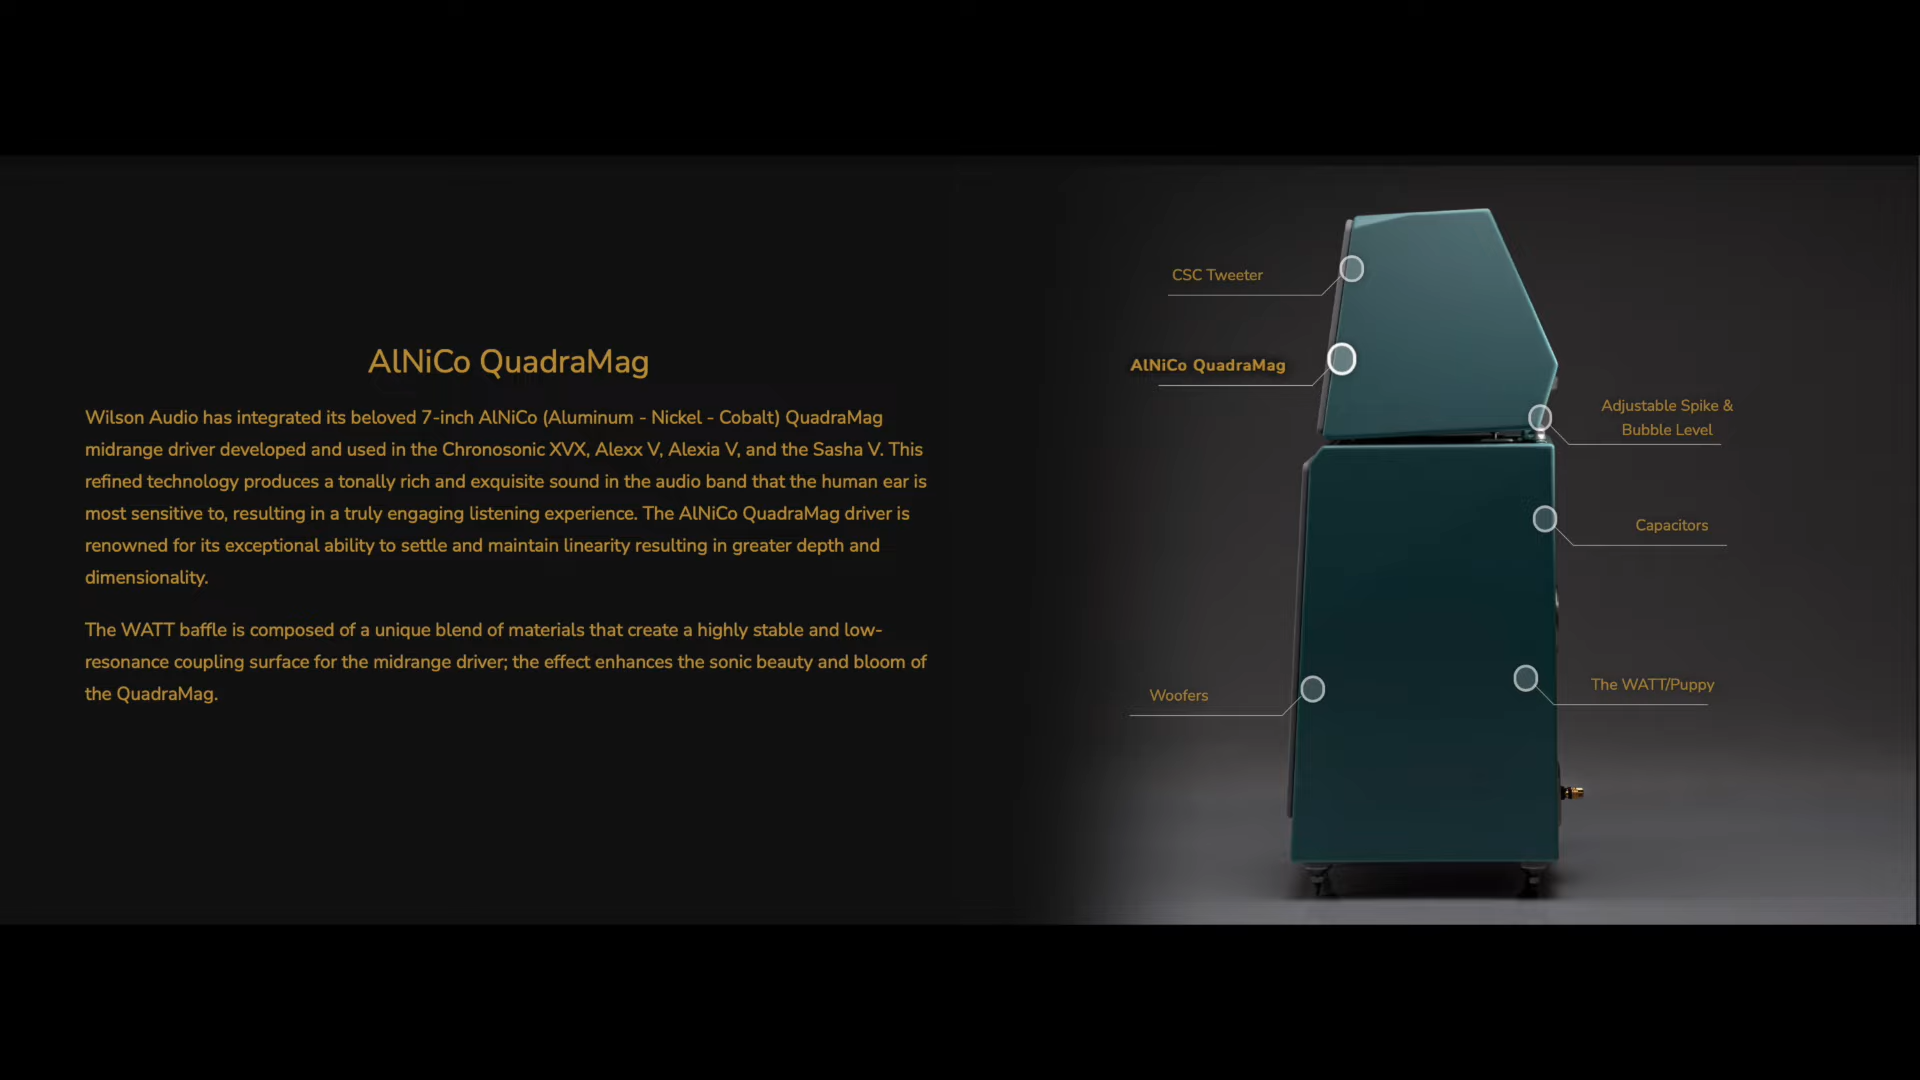 AlNiCo QuadraMag
Wilson Audio has integrated its beloved 7-inch AlNiCo (Aluminum - Nickel - Cobalt) QuadraMag
midrange driver developed and used in the Chronosonic XVX, Alexx V, Alexia V, and the Sasha V. This
refined technology produces a tonally rich and exquisite sound in the audio band that the human ear is
most sensitive to, resulting in a truly engaging listening experience. The AlNiCo QuadraMag driver is
renowned for its exceptional ability to settle and maintain linearity resulting in greater depth and
dimensionality.
The WATT baffle is composed of a unique blend of materials that create a highly stable and low-
resonance coupling surface for the midrange driver; the effect enhances the sonic beauty and bloom of
the QuadraMag.
CSC Tweeter
AlNiCo QuadraMag
Adjustable Spike &
Bubble Level
Capacitors
Woofers
The WATT/Puppy